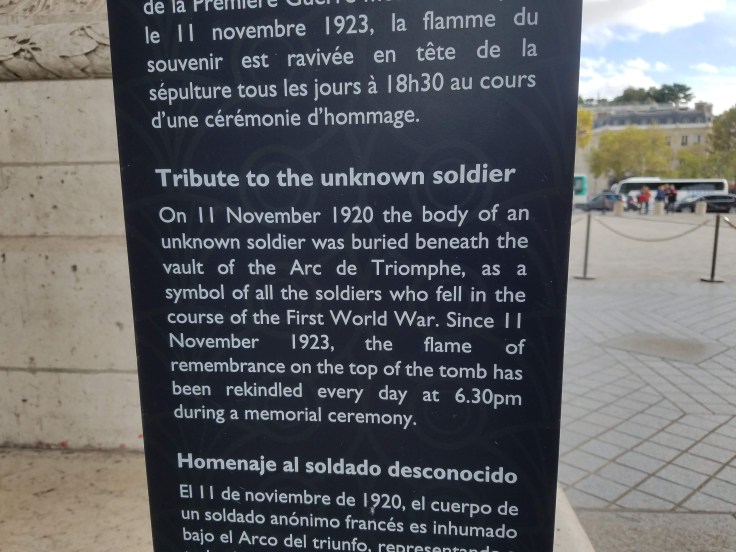 de la Première Guerre
le 11 novembre 1923, la flamme du
souvenir est ravivée en tête de la
sépulture tous les jours à 18h30 au cours
d'une cérémonie d'hommage.
Tribute to the unknown soldier
On 11 November 1920 the body of an
unknown soldier was buried beneath the
vault of the Arc de Triomphe, as a
symbol of all the soldiers who fell in the
course of the First World War. Since 11
November 1923, the flame of
remembrance on the top of the tomb has
been rekindled every day at 6.30pm
during a memorial ceremony.
Homenaje al soldado desconocido
El 11 de noviembre de 1920, el cuerpo de
un soldado anónimo francés es inhumado
bajo el Arco del triunfo, representando